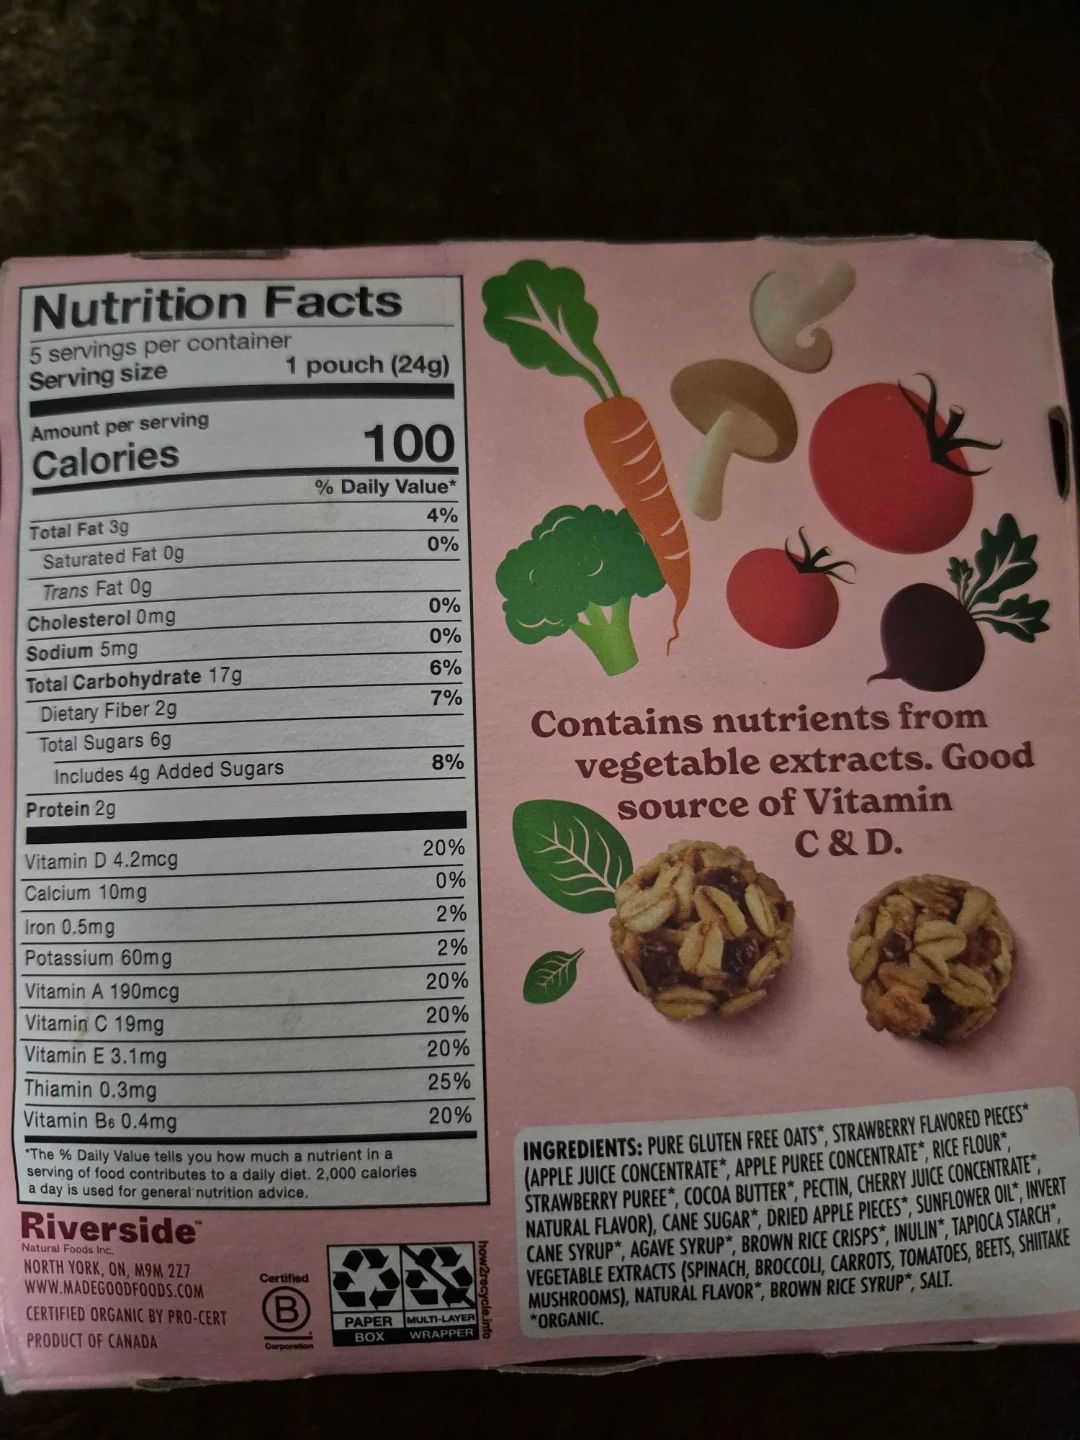 Nutrition Facts
5 servings per container
Serving size 1 pouch (24g)
Amount per serving
Calories 100
% Daily Value*
Total Fat 3g 4%
Saturated Fat 0g 0%
Trans Fat 0g
Cholesterol 0mg 0%
Sodium 5mg 0%
Total Carbohydrate 17g 6%
Dietary Fiber 2g 7%
Total Sugars 6g
Includes 4g Added Sugars 8%
Protein 2g
Vitamin D 4.2mcg 20%
Calcium 10mg 0%
Iron 0.5mg 2%
Potassium 60mg 2%
Vitamin A 190mcg 20%
Vitamin C 19mg 20%
Vitamin E 3.1mg 20%
Thiamin 0.3mg 25%
Vitamin B6 0.4mg 20%
*The % Daily Value tells you how much a nutrient in a
serving of food contributes to a daily diet. 2,000 calories
a day is used for general nutrition advice.
Riverside™
Natural Foods Inc.
NORTH YORK, ON, M9M 2Z7
WWW.MADEGOODFOODS.COM
CERTIFIED ORGANIC BY PRO-CERT
PRODUCT OF CANADA
Certified
B
Corporation
PAPER
BOX
MULTI-LAYER
WRAPPER
how2recycle.info
Contains nutrients from
vegetable extracts. Good
source of Vitamin
C & D.
INGREDIENTS: PURE GLUTEN FREE OATS*, STRAWBERRY FLAVORED PIECES*
(APPLE JUICE CONCENTRATE*, APPLE PUREE CONCENTRATE*, RICE FLOUR*,
STRAWBERRY PUREE*, COCOA BUTTER*, PECTIN, CHERRY JUICE CONCENTRATE*,
NATURAL FLAVOR), CANE SUGAR*, DRIED APPLE PIECES*, SUNFLOWER OIL*, INVERT
CANE SYRUP*, AGAVE SYRUP*, BROWN RICE CRISPS*, INULIN*, TAPIOCA STARCH*,
VEGETABLE EXTRACTS (SPINACH, BROCCOLI, CARROTS, TOMATOES, BEETS, SHIITAKE
MUSHROOMS), NATURAL FLAVOR*, BROWN RICE SYRUP*, SALT.
*ORGANIC.